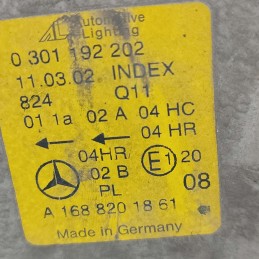 AL Automotive
Lighting
0 301 192 202
11.03.02 INDEX
824 Q11
01 1a 02 A 04 HC
04 HR
04HR E1 20
02 B 08
PL
A 168 820 18 61
Made in Germany